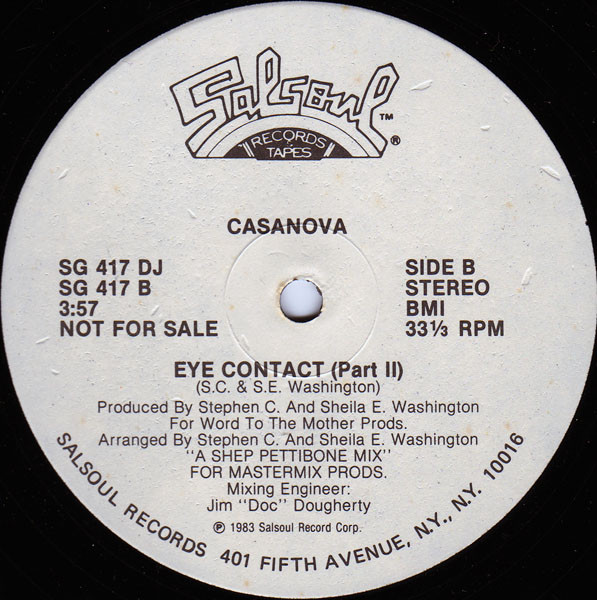 Salsoul™
RECORDS
TAPES
®
CASANOVA
SG 417 DJ
SG 417 B
3:57
NOT FOR SALE
SIDE B
STEREO
BMI
33⅓ RPM
EYE CONTACT (Part II)
(S.C. & S.E. Washington)
Produced By Stephen C. And Sheila E. Washington
For Word To The Mother Prods.
Arranged By Stephen C. And Sheila E. Washington
"A SHEP PETTIBONE MIX"
FOR MASTERMIX PRODS.
Mixing Engineer:
Jim "Doc" Dougherty
℗ 1983 Salsoul Record Corp.
SALSOUL RECORDS 401 FIFTH AVENUE, N.Y., N.Y. 10016